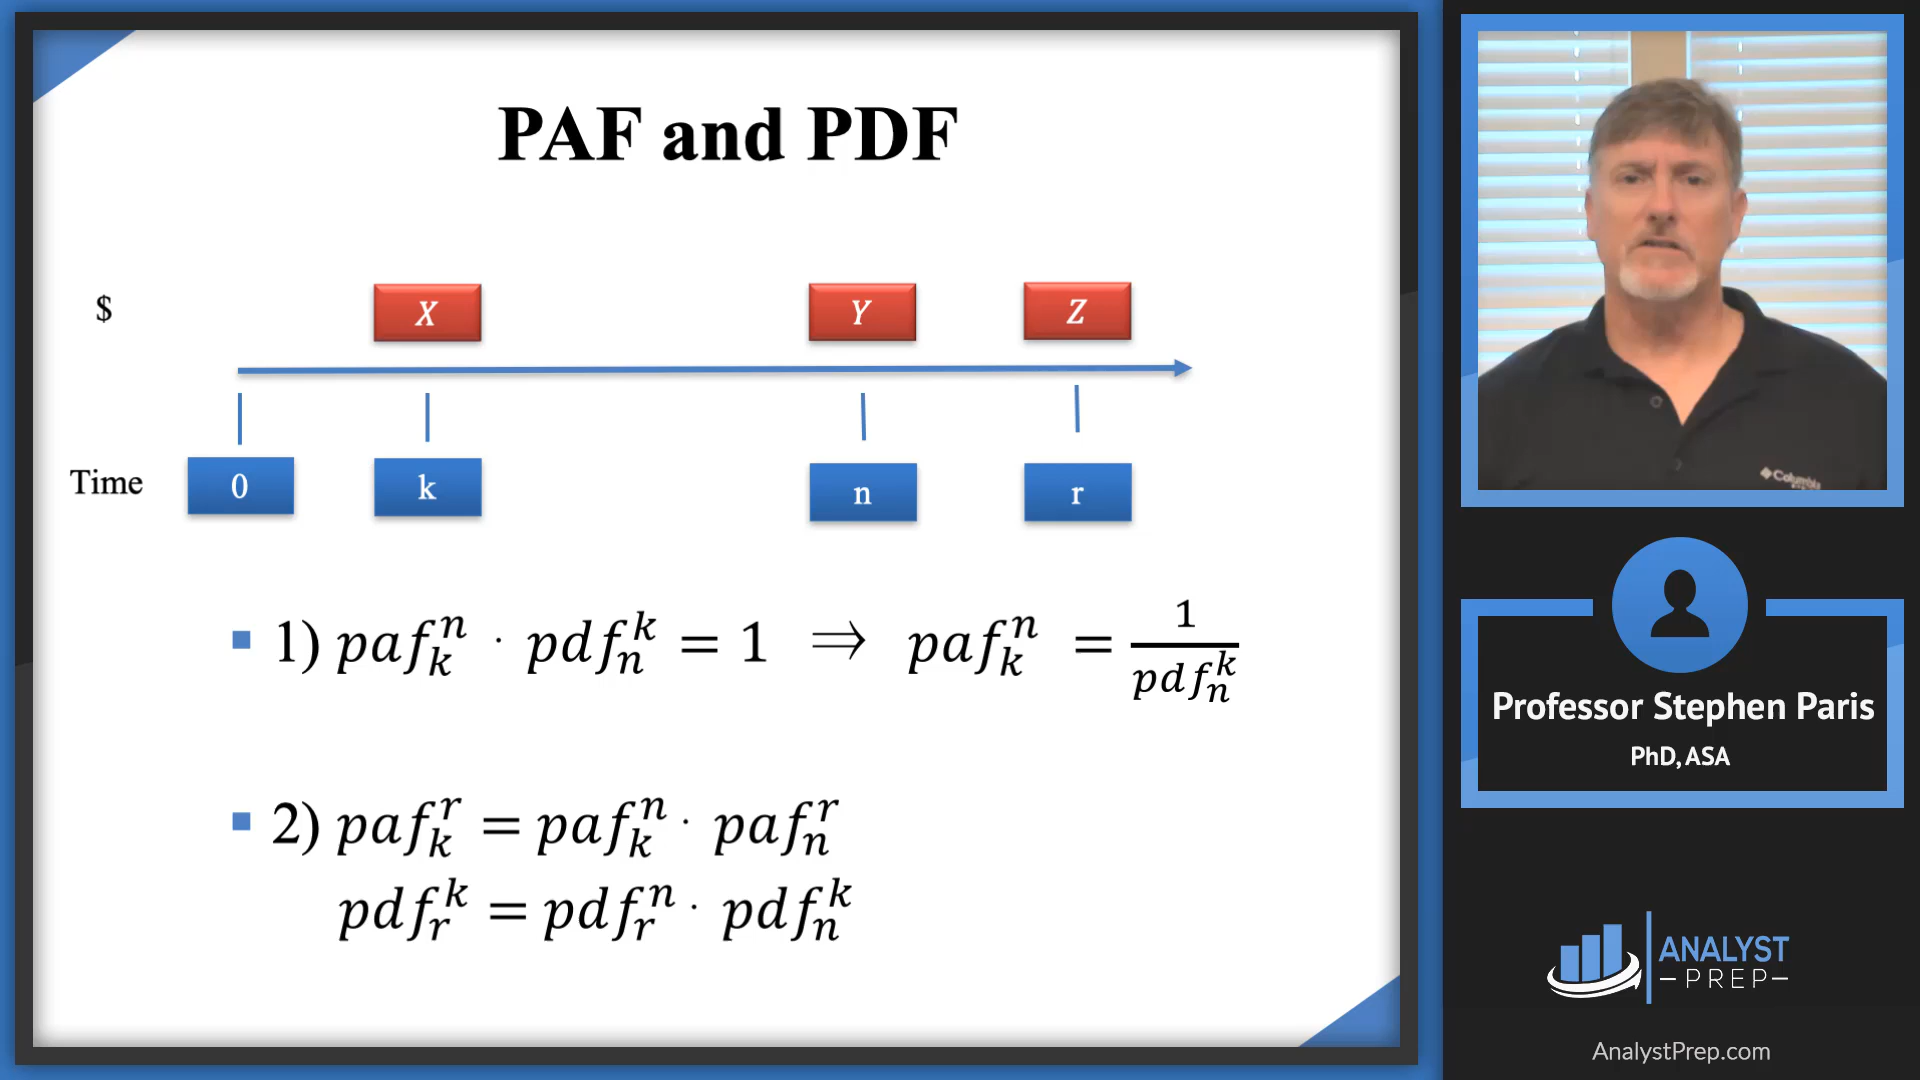 PAF and PDF
$ X Y Z
Time 0 k n r
1) paf_k^n · pdf_n^k = 1 ⇒ paf_k^n = 1/pdf_n^k
2) paf_k^r = paf_k^n · paf_n^r
pdf_r^k = pdf_r^n · pdf_n^k
Columbia
Professor Stephen Paris
PhD, ASA
ANALYST
PREP
AnalystPrep.com